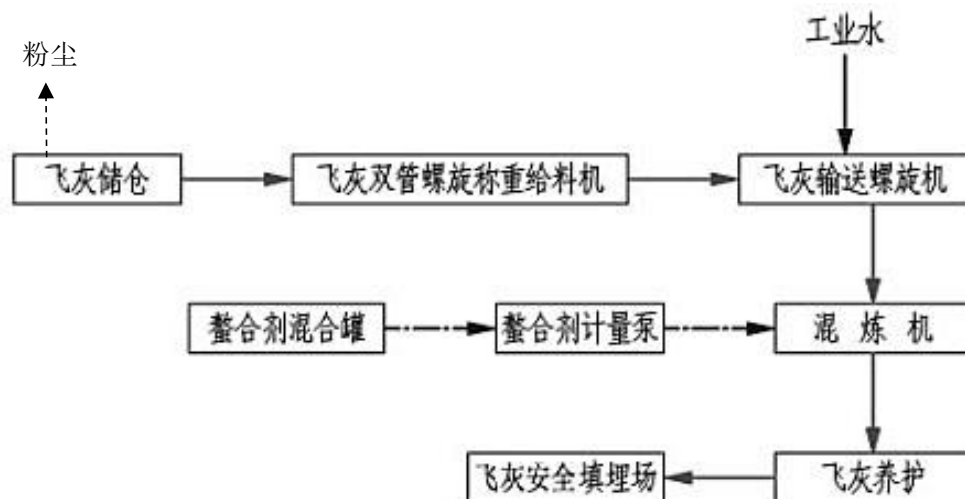 工业水
粉尘
飞灰储仓
飞灰双管螺旋称重给料机
飞灰输送螺旋机
螯合剂混合罐
螯合剂计量泵
混炼机
飞灰安全填埋场
飞灰养护